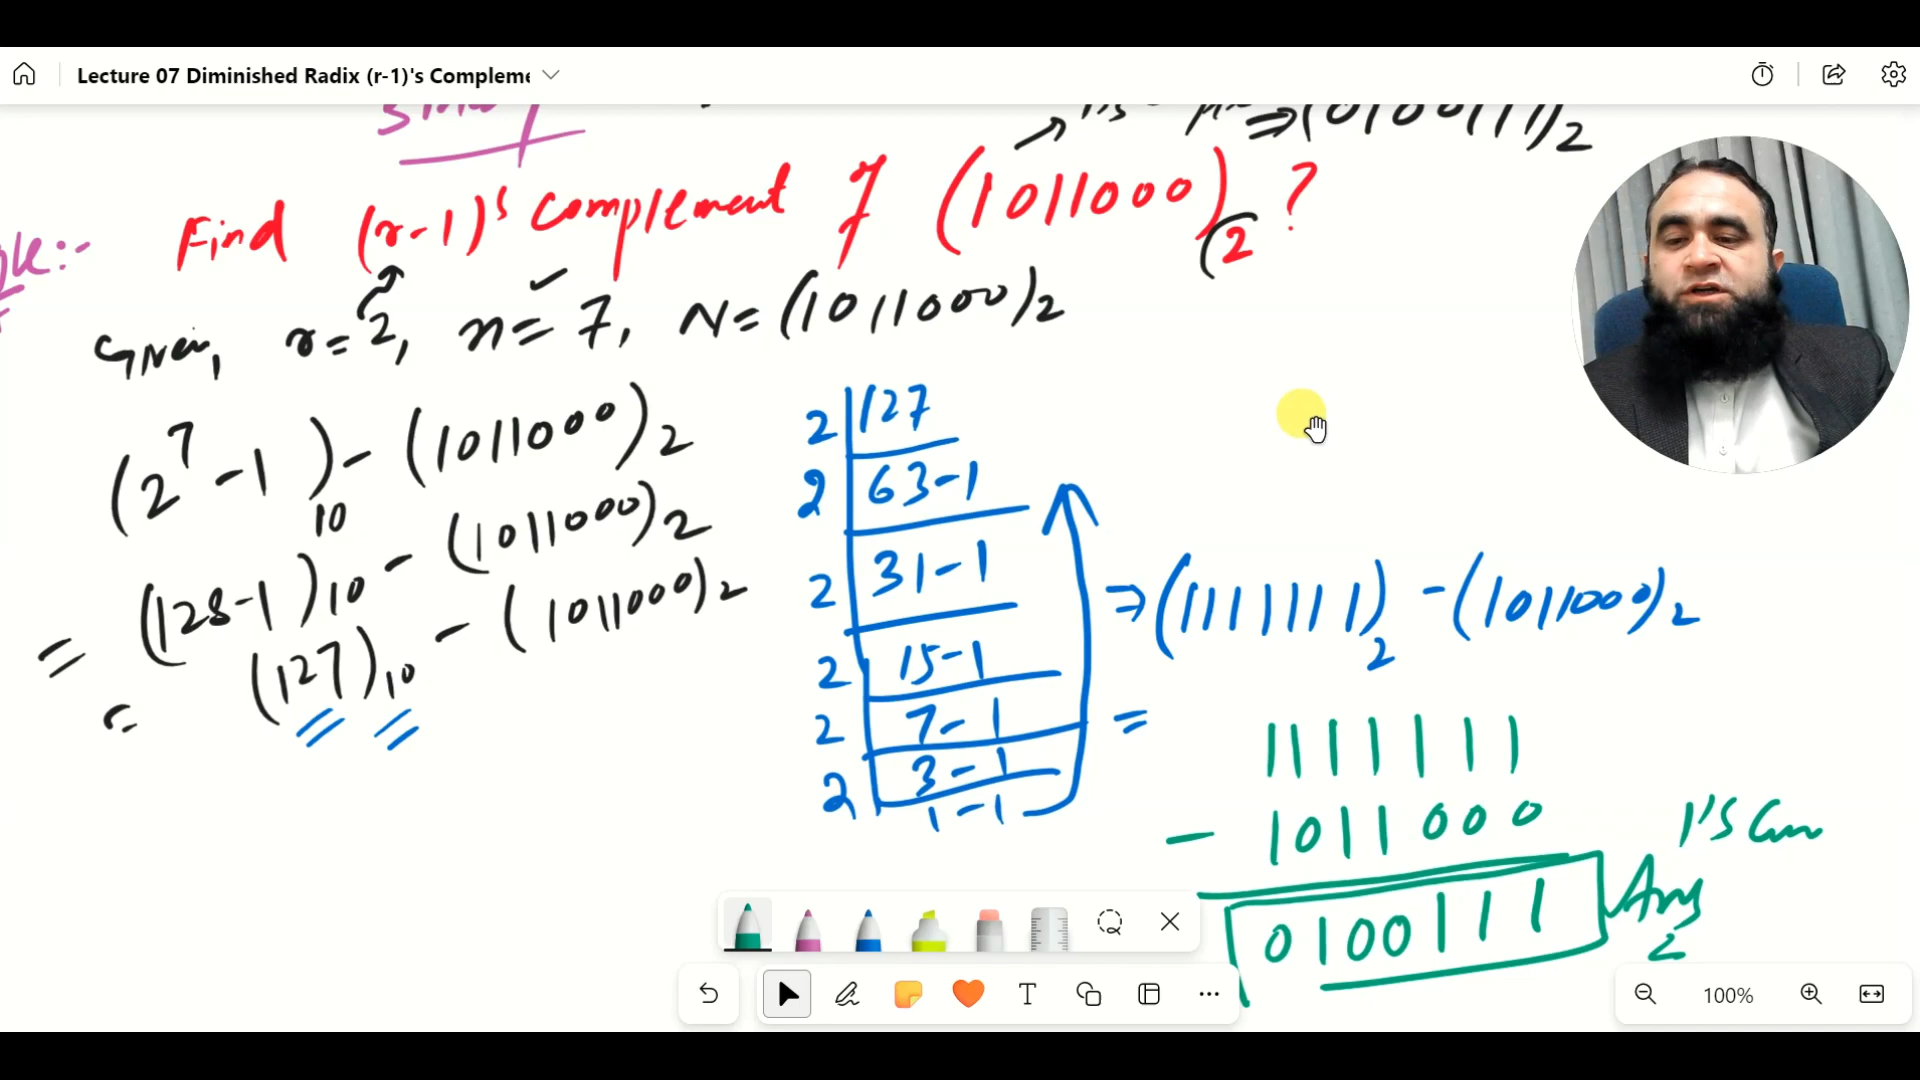 Lecture 07 Diminished Radix (r-1)'s Compleme
⇒(0100111)2
Find (r-1)'s complement of (1011000)2 ?
Given, r=2, n=7, N=(1011000)2
(2^7-1)10-(1011000)2
= (128-1)10-(1011000)2
= (127)10-(1011000)2
2 127
2 63-1
2 31-1
2 15-1
2 7-1
2 3-1
1-1
⇒(1111111)2-(1011000)2
=
1111111
- 1011000
0100111
1's Com
Ans
T
100%